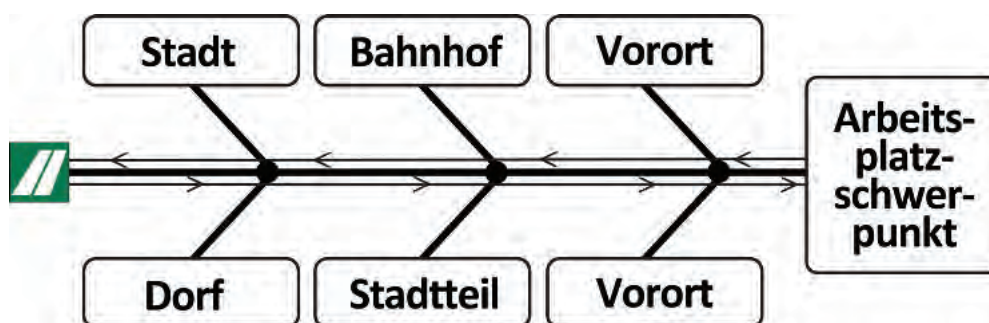 Stadt
Bahnhof
Vorort
Arbeits-
platz-
schwer-
punkt
Dorf
Stadtteil
Vorort